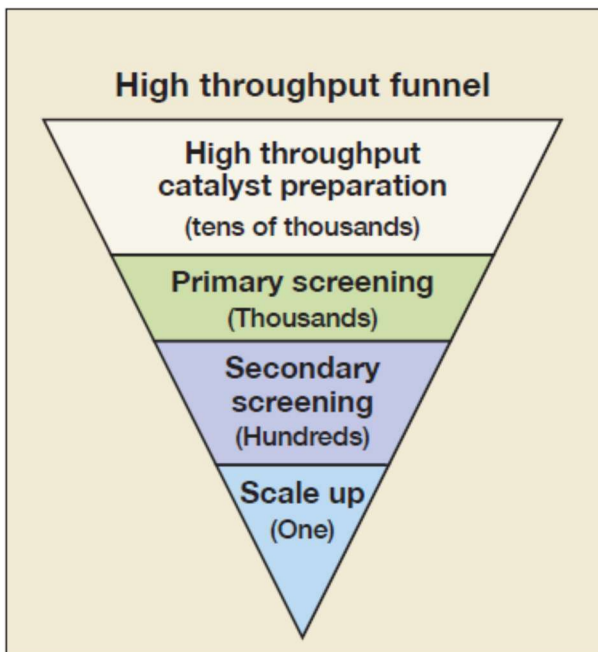 High throughput funnel
High throughput
catalyst preparation
(tens of thousands)
Primary screening
(Thousands)
Secondary
screening
(Hundreds)
Scale up
(One)